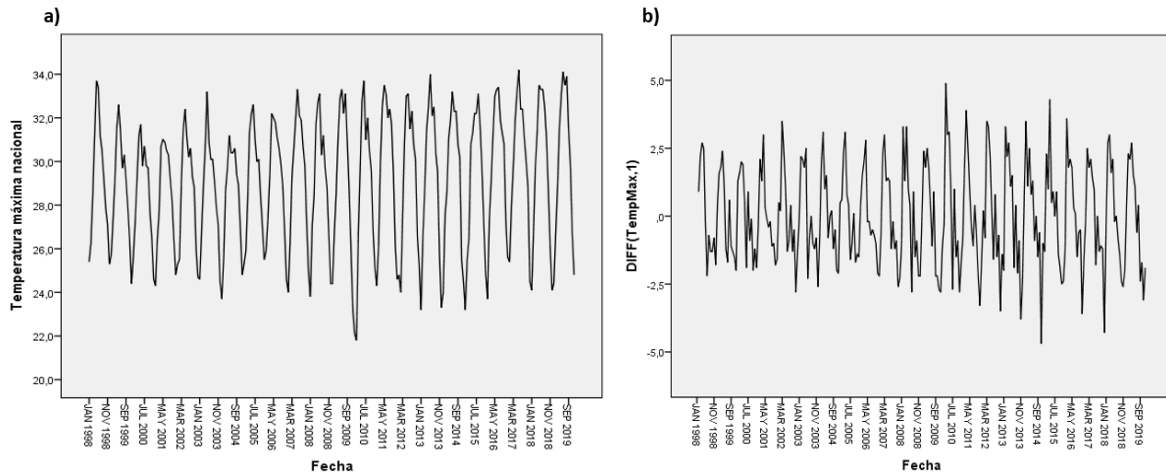 a)
Temperatura máxima nacional
34,0
32,0
30,0
28,0
26,0
24,0
22,0
20,0
JAN 1998
NOV 1998
SEP 1999
JUL 2000
MAY 2001
MAR 2002
JAN 2003
NOV 2003
SEP 2004
JUL 2005
MAY 2006
MAR 2007
JAN 2008
NOV 2008
SEP 2009
JUL 2010
MAY 2011
MAR 2012
JAN 2013
NOV 2013
SEP 2014
JUL 2015
MAY 2016
MAR 2017
JAN 2018
NOV 2018
SEP 2019
Fecha
b)
DIFF(TempMax,1)
5,0
2,5
,0
-2,5
-5,0
JAN 1998
NOV 1998
SEP 1999
JUL 2000
MAY 2001
MAR 2002
JAN 2003
NOV 2003
SEP 2004
JUL 2005
MAY 2006
MAR 2007
JAN 2008
NOV 2008
SEP 2009
JUL 2010
MAY 2011
MAR 2012
JAN 2013
NOV 2013
SEP 2014
JUL 2015
MAY 2016
MAR 2017
JAN 2018
NOV 2018
SEP 2019
Fecha